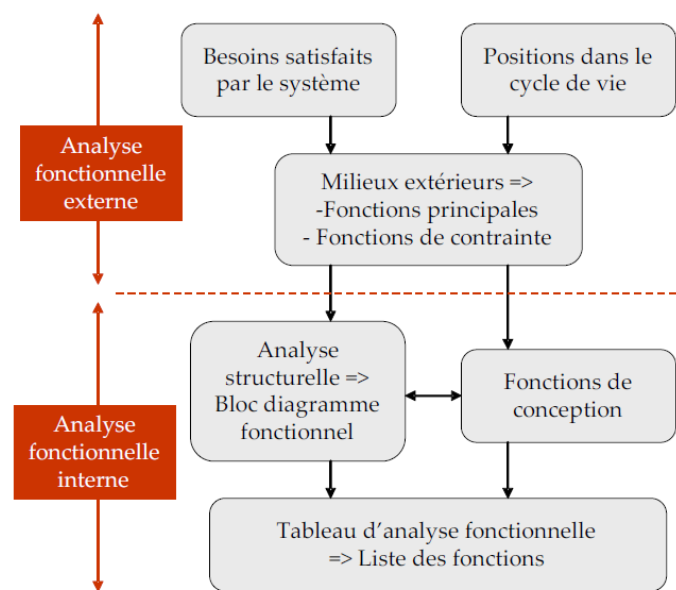 Besoins satisfaits
par le système
Positions dans le
cycle de vie
Analyse
fonctionnelle
externe
Milieux extérieurs =>
-Fonctions principales
- Fonctions de contrainte
Analyse
structurelle =>
Bloc diagramme
fonctionnel
Fonctions de
conception
Analyse
fonctionnelle
interne
Tableau d’analyse fonctionnelle
=> Liste des fonctions